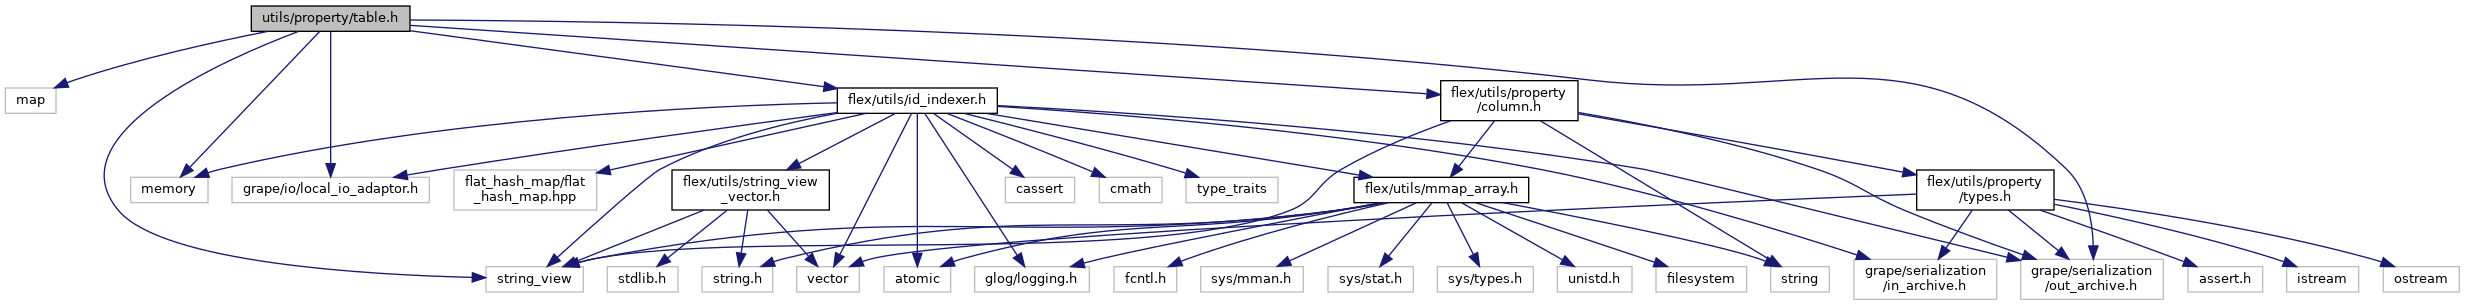 utils/property/table.h
map
flex/utils/id_indexer.h
flex/utils/property
/column.h
memory
grape/io/local_io_adaptor.h
flat_hash_map/flat
_hash_map.hpp
flex/utils/string_view
_vector.h
cassert
cmath
type_traits
flex/utils/mmap_array.h
flex/utils/property
/types.h
string_view
stdlib.h
string.h
vector
atomic
glog/logging.h
fcntl.h
sys/mman.h
sys/stat.h
sys/types.h
unistd.h
filesystem
string
grape/serialization
/in_archive.h
grape/serialization
/out_archive.h
assert.h
istream
ostream